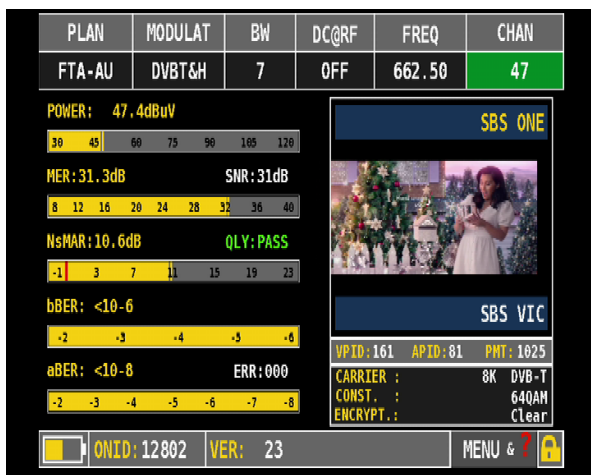 PLAN MODULAT BW DC@RF FREQ CHAN
FTA-AU DVBT&H 7 OFF 662.50 47
POWER: 47.4dBuV
30 45 60 75 90 105 120
MER:31.3dB SNR:31dB
8 12 16 20 24 28 32 36 40
NsMAR:10.6dB QLY:PASS
-1 3 7 11 15 19 23
bBER: <10-6
-2 -3 -4 -5 -6
aBER: <10-8 ERR:000
-2 -3 -4 -5 -6 -7 -8
SBS ONE
SBS VIC
VPID:161 APID:81 PMT:1025
CARRIER : 8K DVB-T
CONST. : 64QAM
ENCRYPT.: Clear
ONID:12802 VER: 23 MENU & ?